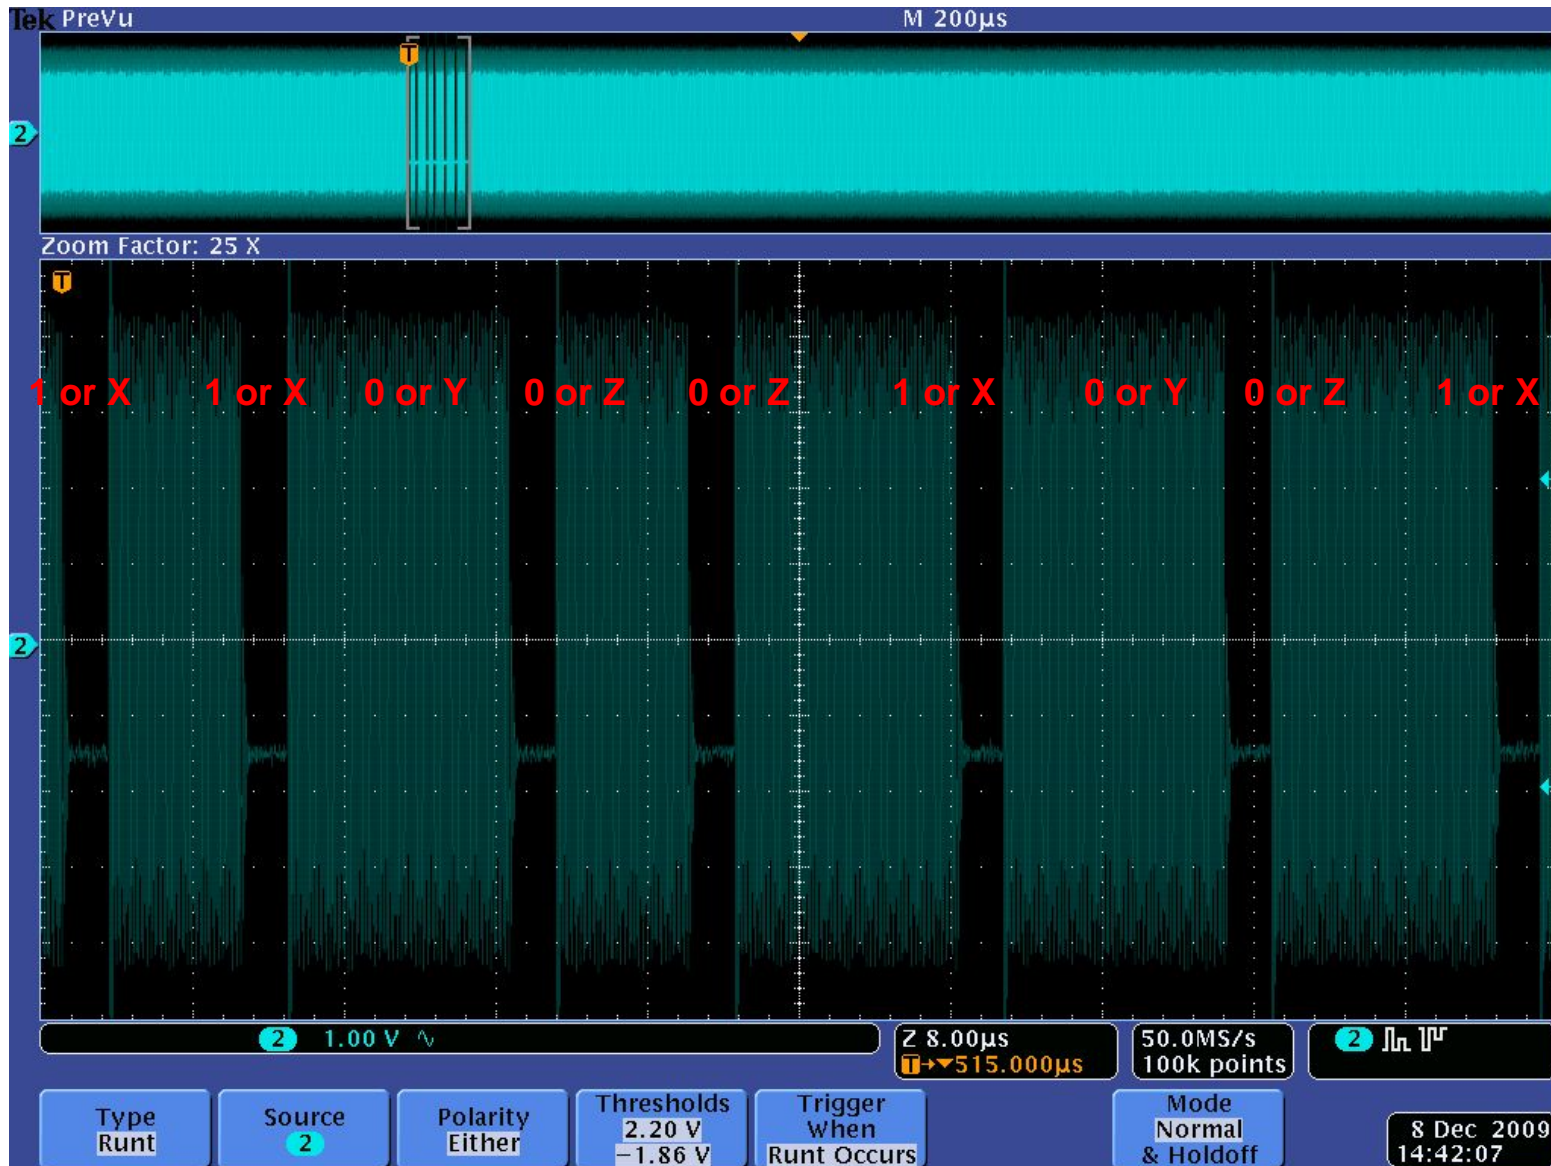 Tek PreVu M 200µs
T
2
Zoom Factor: 25 X
T
1 or X 1 or X 0 or Y 0 or Z 0 or Z 1 or X 0 or Y 0 or Z 1 or X
2
2 1.00 V Z 8.00µs 50.0MS/s 2
T→▼515.000µs 100k points
Type Source Polarity Thresholds Trigger Mode
Runt 2 Either 2.20 V When Normal
−1.86 V Runt Occurs & Holdoff
8 Dec 2009
14:42:07